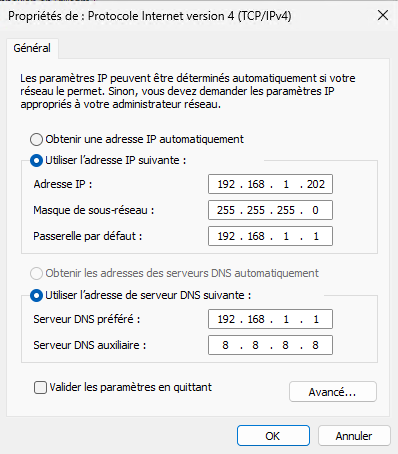 Propriétés de : Protocole Internet version 4 (TCP/IPv4)
Général
Les paramètres IP peuvent être déterminés automatiquement si votre
réseau le permet. Sinon, vous devez demander les paramètres IP
appropriés à votre administrateur réseau.
Obtenir une adresse IP automatiquement
Utiliser l'adresse IP suivante :
Adresse IP : 192 . 168 . 1 . 202
Masque de sous-réseau : 255 . 255 . 255 . 0
Passerelle par défaut : 192 . 168 . 1 . 1
Obtenir les adresses des serveurs DNS automatiquement
Utiliser l'adresse de serveur DNS suivante :
Serveur DNS préféré : 192 . 168 . 1 . 1
Serveur DNS auxiliaire : 8 . 8 . 8 . 8
Valider les paramètres en quittant
Avancé...
OK Annuler